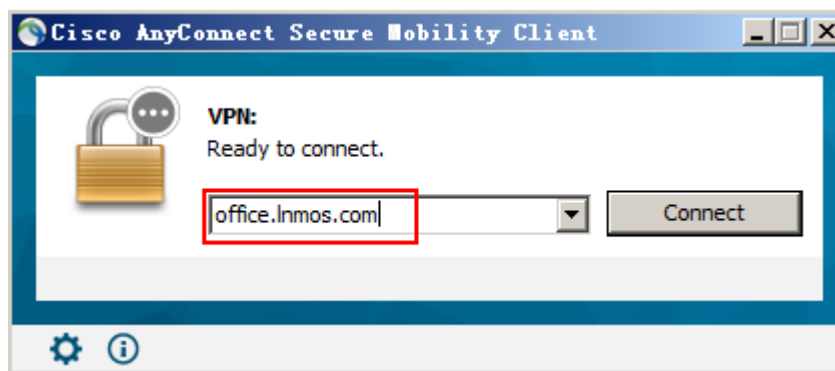 Cisco AnyConnect Secure Mobility Client
VPN:
Ready to connect.
office.lnmos.com
Connect